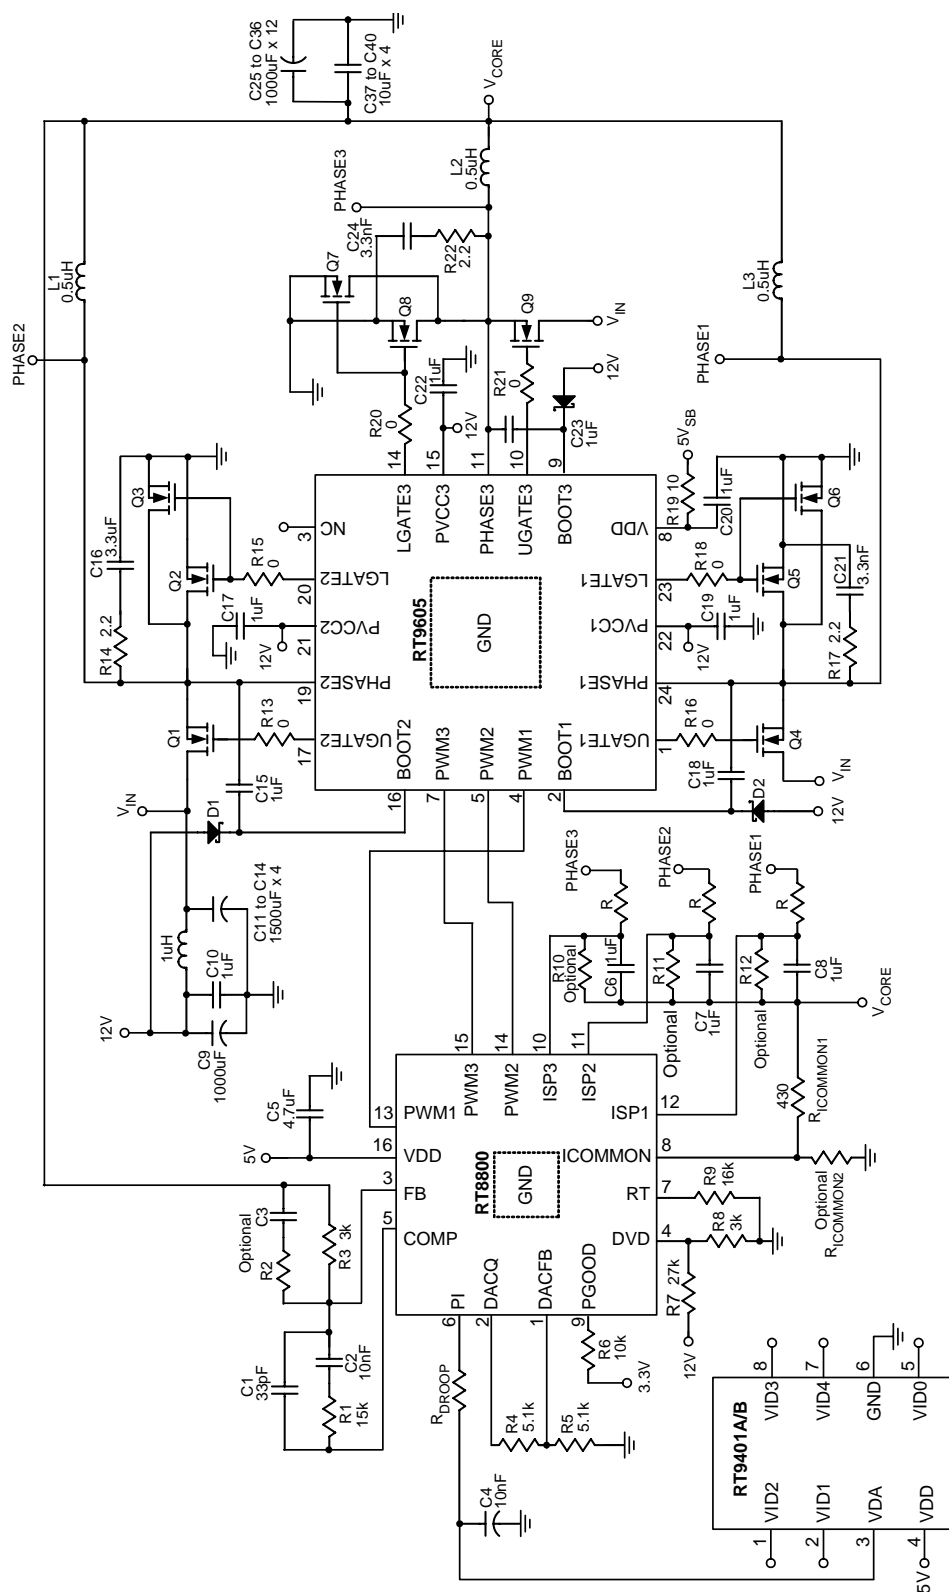 C25 to C36
1000uF x 12
C37 to C40
10uF x 4
V_CORE
L1
0.5uH
PHASE2
PHASE3
L2
0.5uH
C24
3.3nF
R22
2.2
Q7
Q8
Q9
V_IN
L3
0.5uH
PHASE1
R20
0
C22
1uF
12V
R21
0
C23
1uF
12V
14
15
11
10
9
LGATE3
PVCC3
PHASE3
UGATE3
BOOT3
C16
3.3uF
Q3
Q2
R14 2.2
R15
0
C17
1uF
12V
Q1
R13
0
C15
1uF
V_IN
D1
3
NC
20
LGATE2
21
PVCC2
19
PHASE2
17
UGATE2
16
BOOT2
7
PWM3
5
PWM2
4
PWM1
RT9605
GND
VDD
8
LGATE1
23
PVCC1
22
PHASE1
24
UGATE1
1
BOOT1
2
5V_SB
R19 10
C20
1uF
R18
0
Q6
Q5
C21
3.3nF
C19
1uF
12V
R17 2.2
R16
0
Q4
C18
1uF
V_IN
D2
12V
12V
1uH
C9
1000uF
C10
1uF
C11 to C14
1500uF x 4
PHASE3
R
R10
Optional
C6
1uF
PHASE2
R
R11
Optional
C7
1uF
PHASE1
R
R12
Optional
C8
1uF
V_CORE
430
R_ICOMMON1
Optional
R_ICOMMON2
5V
C5
4.7uF
13
PWM1
16
VDD
3
FB
5
COMP
15
PWM3
14
PWM2
10
ISP3
11
ISP2
12
ISP1
8
ICOMMON
7
RT
4
DVD
RT8800
GND
PI
6
DACQ
2
DACFB
1
PGOOD
9
Optional
C3
R2
R3 3k
C1
33pF
C2
10nF
R1
15k
R_DROOP
R4
5.1k
R5
5.1k
R6
10k
3.3V
R7 27k
12V
R8
3k
R9
16k
C4
10nF
RT9401A/B
8
VID3
7
VID4
6
GND
5
VID0
1
VID2
2
VID1
3
VDA
4
VDD
5V